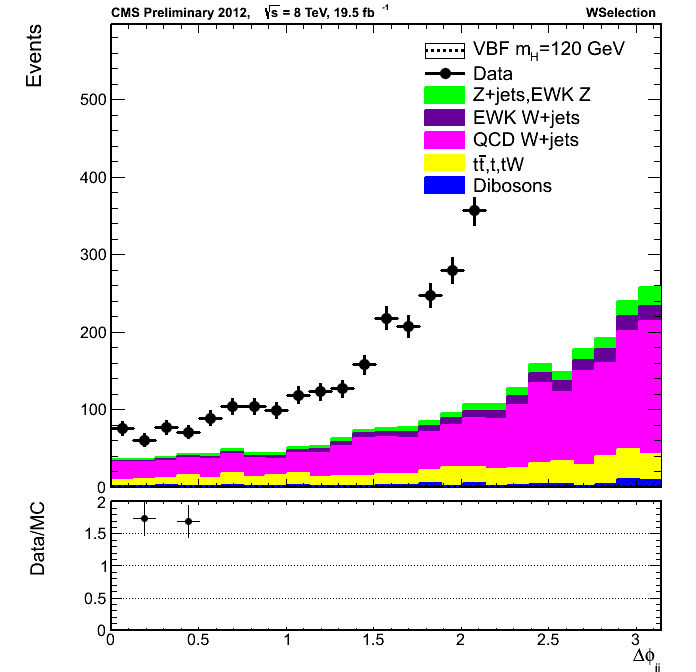 CMS Preliminary 2012, √s = 8 TeV, 19.5 fb⁻¹ WSelection
Events
VBF m_H=120 GeV
Data
Z+jets,EWK Z
EWK W+jets
QCD W+jets
tt̄,t,tW
Dibosons
500
400
300
200
100
0
Data/MC
2
1.5
1
0.5
0
0 0.5 1 1.5 2 2.5 3
Δϕ_jj